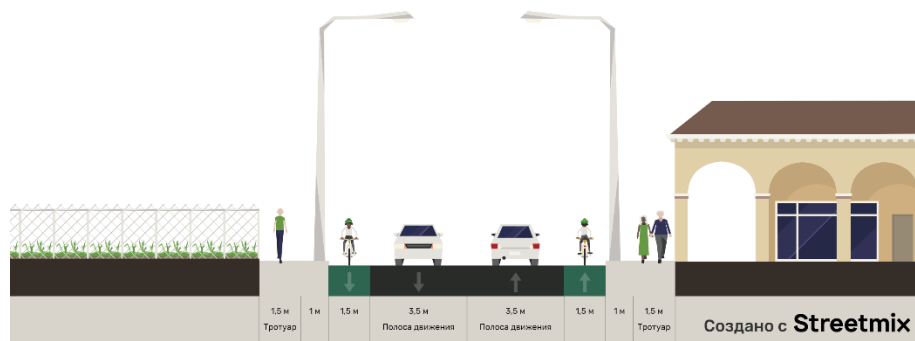 1,5 м
Тротуар
1 м
1,5 м
3,5 м
Полоса движения
3,5 м
Полоса движения
1,5 м
1 м
1,5 м
Тротуар
Создано с Streetmix